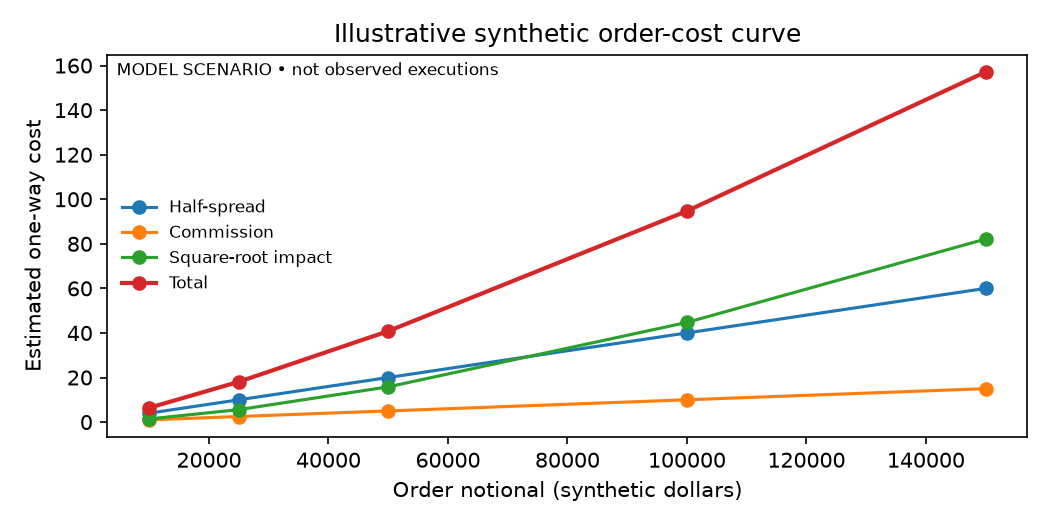 Illustrative synthetic order-cost curve
MODEL SCENARIO • not observed executions
Estimated one-way cost
160
140
120
100
80
60
40
20
0
Half-spread
Commission
Square-root impact
Total
20000 40000 60000 80000 100000 120000 140000
Order notional (synthetic dollars)